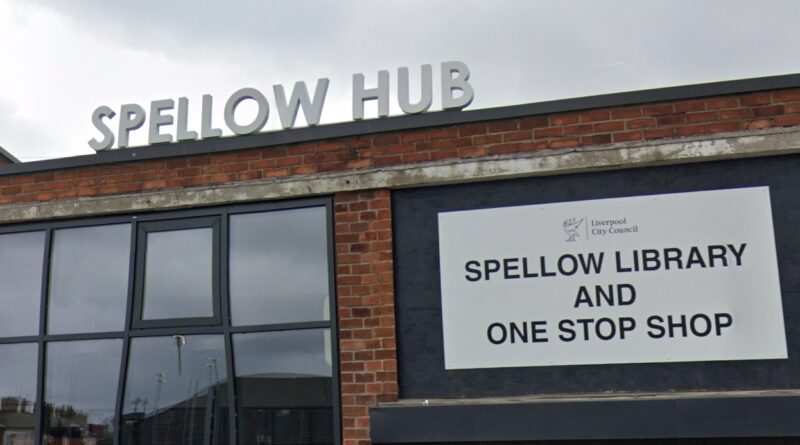 SPELLOW HUB
Liverpool
City Council
SPELLOW LIBRARY
AND
ONE STOP SHOP